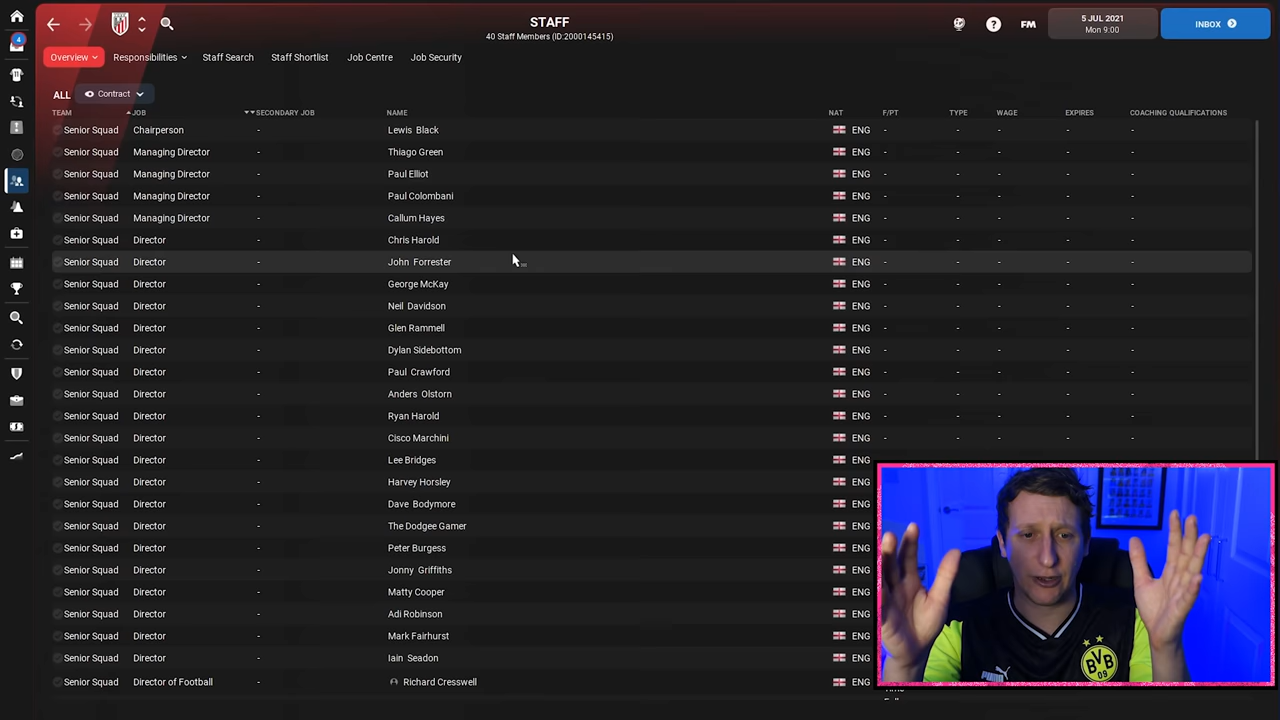 STAFF
40 Staff Members (ID:2000145415)
FM
5 JUL 2021
Mon 9:00
INBOX
4
Overview
Responsibilities
Staff Search
Staff Shortlist
Job Centre
Job Security
ALL Contract
TEAM JOB SECONDARY JOB NAME NAT F/PT TYPE WAGE EXPIRES COACHING QUALIFICATIONS
Senior Squad Chairperson - Lewis Black ENG - - - - -
Senior Squad Managing Director - Thiago Green ENG - - - - -
Senior Squad Managing Director - Paul Elliot ENG - - - - -
Senior Squad Managing Director - Paul Colombani ENG - - - - -
Senior Squad Managing Director - Callum Hayes ENG - - - - -
Senior Squad Director - Chris Harold ENG - - - - -
Senior Squad Director - John Forrester ENG - - - - -
Senior Squad Director - George McKay ENG - - - - -
Senior Squad Director - Neil Davidson ENG - - - - -
Senior Squad Director - Glen Rammell ENG - - - - -
Senior Squad Director - Dylan Sidebottom ENG - - - - -
Senior Squad Director - Paul Crawford ENG - - - - -
Senior Squad Director - Anders Olstorn ENG - - - - -
Senior Squad Director - Ryan Harold ENG - - - - -
Senior Squad Director - Cisco Marchini ENG - - - - -
Senior Squad Director - Lee Bridges ENG
Senior Squad Director - Harvey Horsley ENG
Senior Squad Director - Dave Bodymore ENG
Senior Squad Director - The Dodgee Gamer ENG
Senior Squad Director - Peter Burgess ENG
Senior Squad Director - Jonny Griffiths ENG
Senior Squad Director - Matty Cooper ENG
Senior Squad Director - Adi Robinson ENG
Senior Squad Director - Mark Fairhurst ENG
Senior Squad Director - Iain Seadon ENG
Senior Squad Director of Football - Richard Cresswell ENG
BVB
09